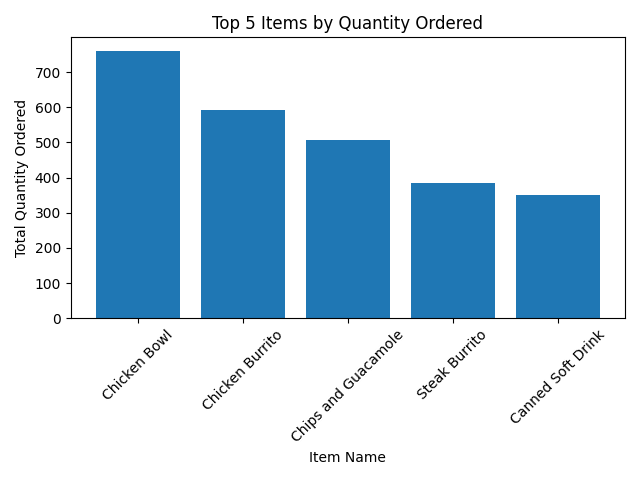 Top 5 Items by Quantity Ordered
Total Quantity Ordered
700
600
500
400
300
200
100
0
Chicken Bowl
Chicken Burrito
Chips and Guacamole
Steak Burrito
Canned Soft Drink
Item Name